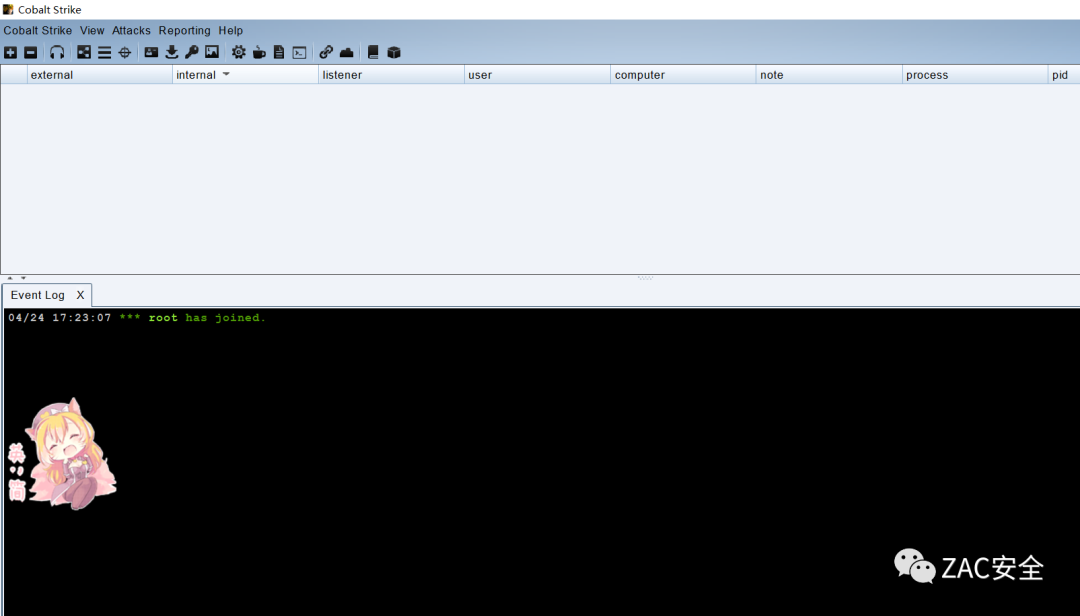 Cobalt Strike
Cobalt Strike View Attacks Reporting Help
external internal listener user computer note process pid
Event Log X
04/24 17:23:07 *** root has joined.
ZAC安全